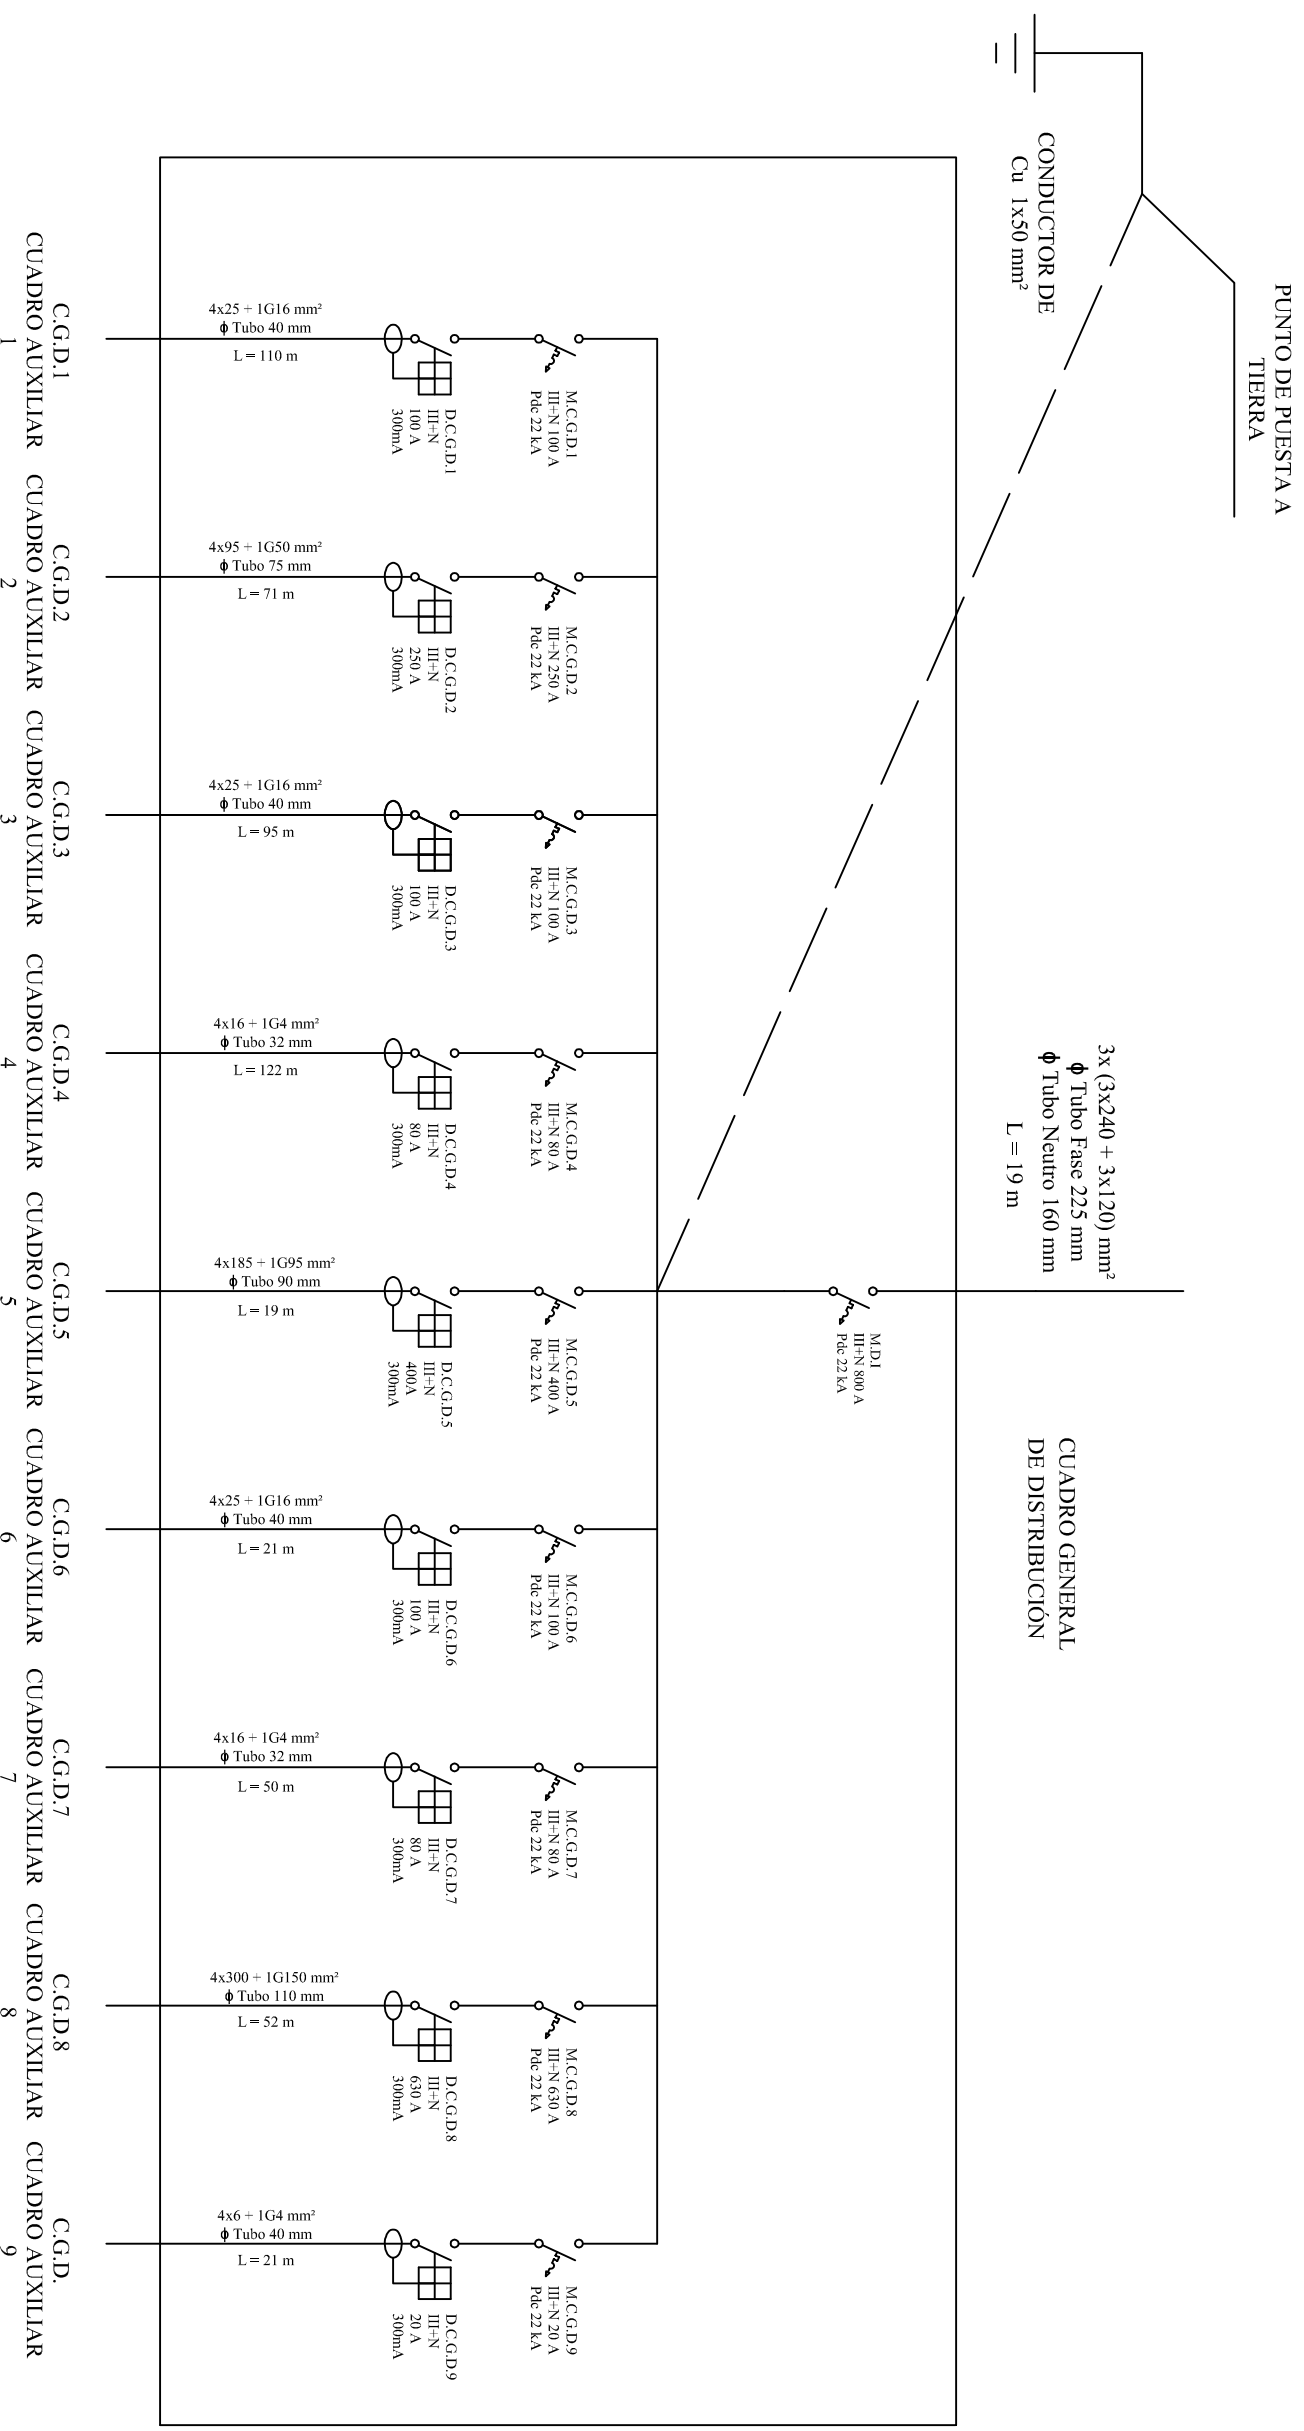 PUNTO DE PUESTA A
TIERRA
CONDUCTOR DE
Cu 1x50 mm²
3x (3x240 + 3x120) mm²
ϕ Tubo Fase 225 mm
ϕ Tubo Neutro 160 mm
L = 19 m
CUADRO GENERAL
DE DISTRIBUCIÓN
M.D.I
III+N 800 A
Pdc 22 kA
M.C.G.D.1
III+N 100 A
Pdc 22 kA
D.C.G.D.1
III+N
100 A
300mA
4x25 + 1G16 mm²
ϕ Tubo 40 mm
L = 110 m
C.G.D.1
CUADRO AUXILIAR
1
M.C.G.D.2
III+N 250 A
Pdc 22 kA
D.C.G.D.2
III+N
250 A
300mA
4x95 + 1G50 mm²
ϕ Tubo 75 mm
L = 71 m
C.G.D.2
CUADRO AUXILIAR
2
M.C.G.D.3
III+N 100 A
Pdc 22 kA
D.C.G.D.3
III+N
100 A
300mA
4x25 + 1G16 mm²
ϕ Tubo 40 mm
L = 95 m
C.G.D.3
CUADRO AUXILIAR
3
M.C.G.D.4
III+N 80 A
Pdc 22 kA
D.C.G.D.4
III+N
80 A
300mA
4x16 + 1G4 mm²
ϕ Tubo 32 mm
L = 122 m
C.G.D.4
CUADRO AUXILIAR
4
M.C.G.D.5
III+N 400 A
Pdc 22 kA
D.C.G.D.5
III+N
400A
300mA
4x185 + 1G95 mm²
ϕ Tubo 90 mm
L = 19 m
C.G.D.5
CUADRO AUXILIAR
5
M.C.G.D.6
III+N 100 A
Pdc 22 kA
D.C.G.D.6
III+N
100 A
300mA
4x25 + 1G16 mm²
ϕ Tubo 40 mm
L = 21 m
C.G.D.6
CUADRO AUXILIAR
6
M.C.G.D.7
III+N 80 A
Pdc 22 kA
D.C.G.D.7
III+N
80 A
300mA
4x16 + 1G4 mm²
ϕ Tubo 32 mm
L = 50 m
C.G.D.7
CUADRO AUXILIAR
7
M.C.G.D.8
III+N 630 A
Pdc 22 kA
D.C.G.D.8
III+N
630 A
300mA
4x300 + 1G150 mm²
ϕ Tubo 110 mm
L = 52 m
C.G.D.8
CUADRO AUXILIAR
8
M.C.G.D.9
III+N 20 A
Pdc 22 kA
D.C.G.D.9
III+N
20 A
300mA
4x6 + 1G4 mm²
ϕ Tubo 40 mm
L = 21 m
C.G.D.
CUADRO AUXILIAR
9